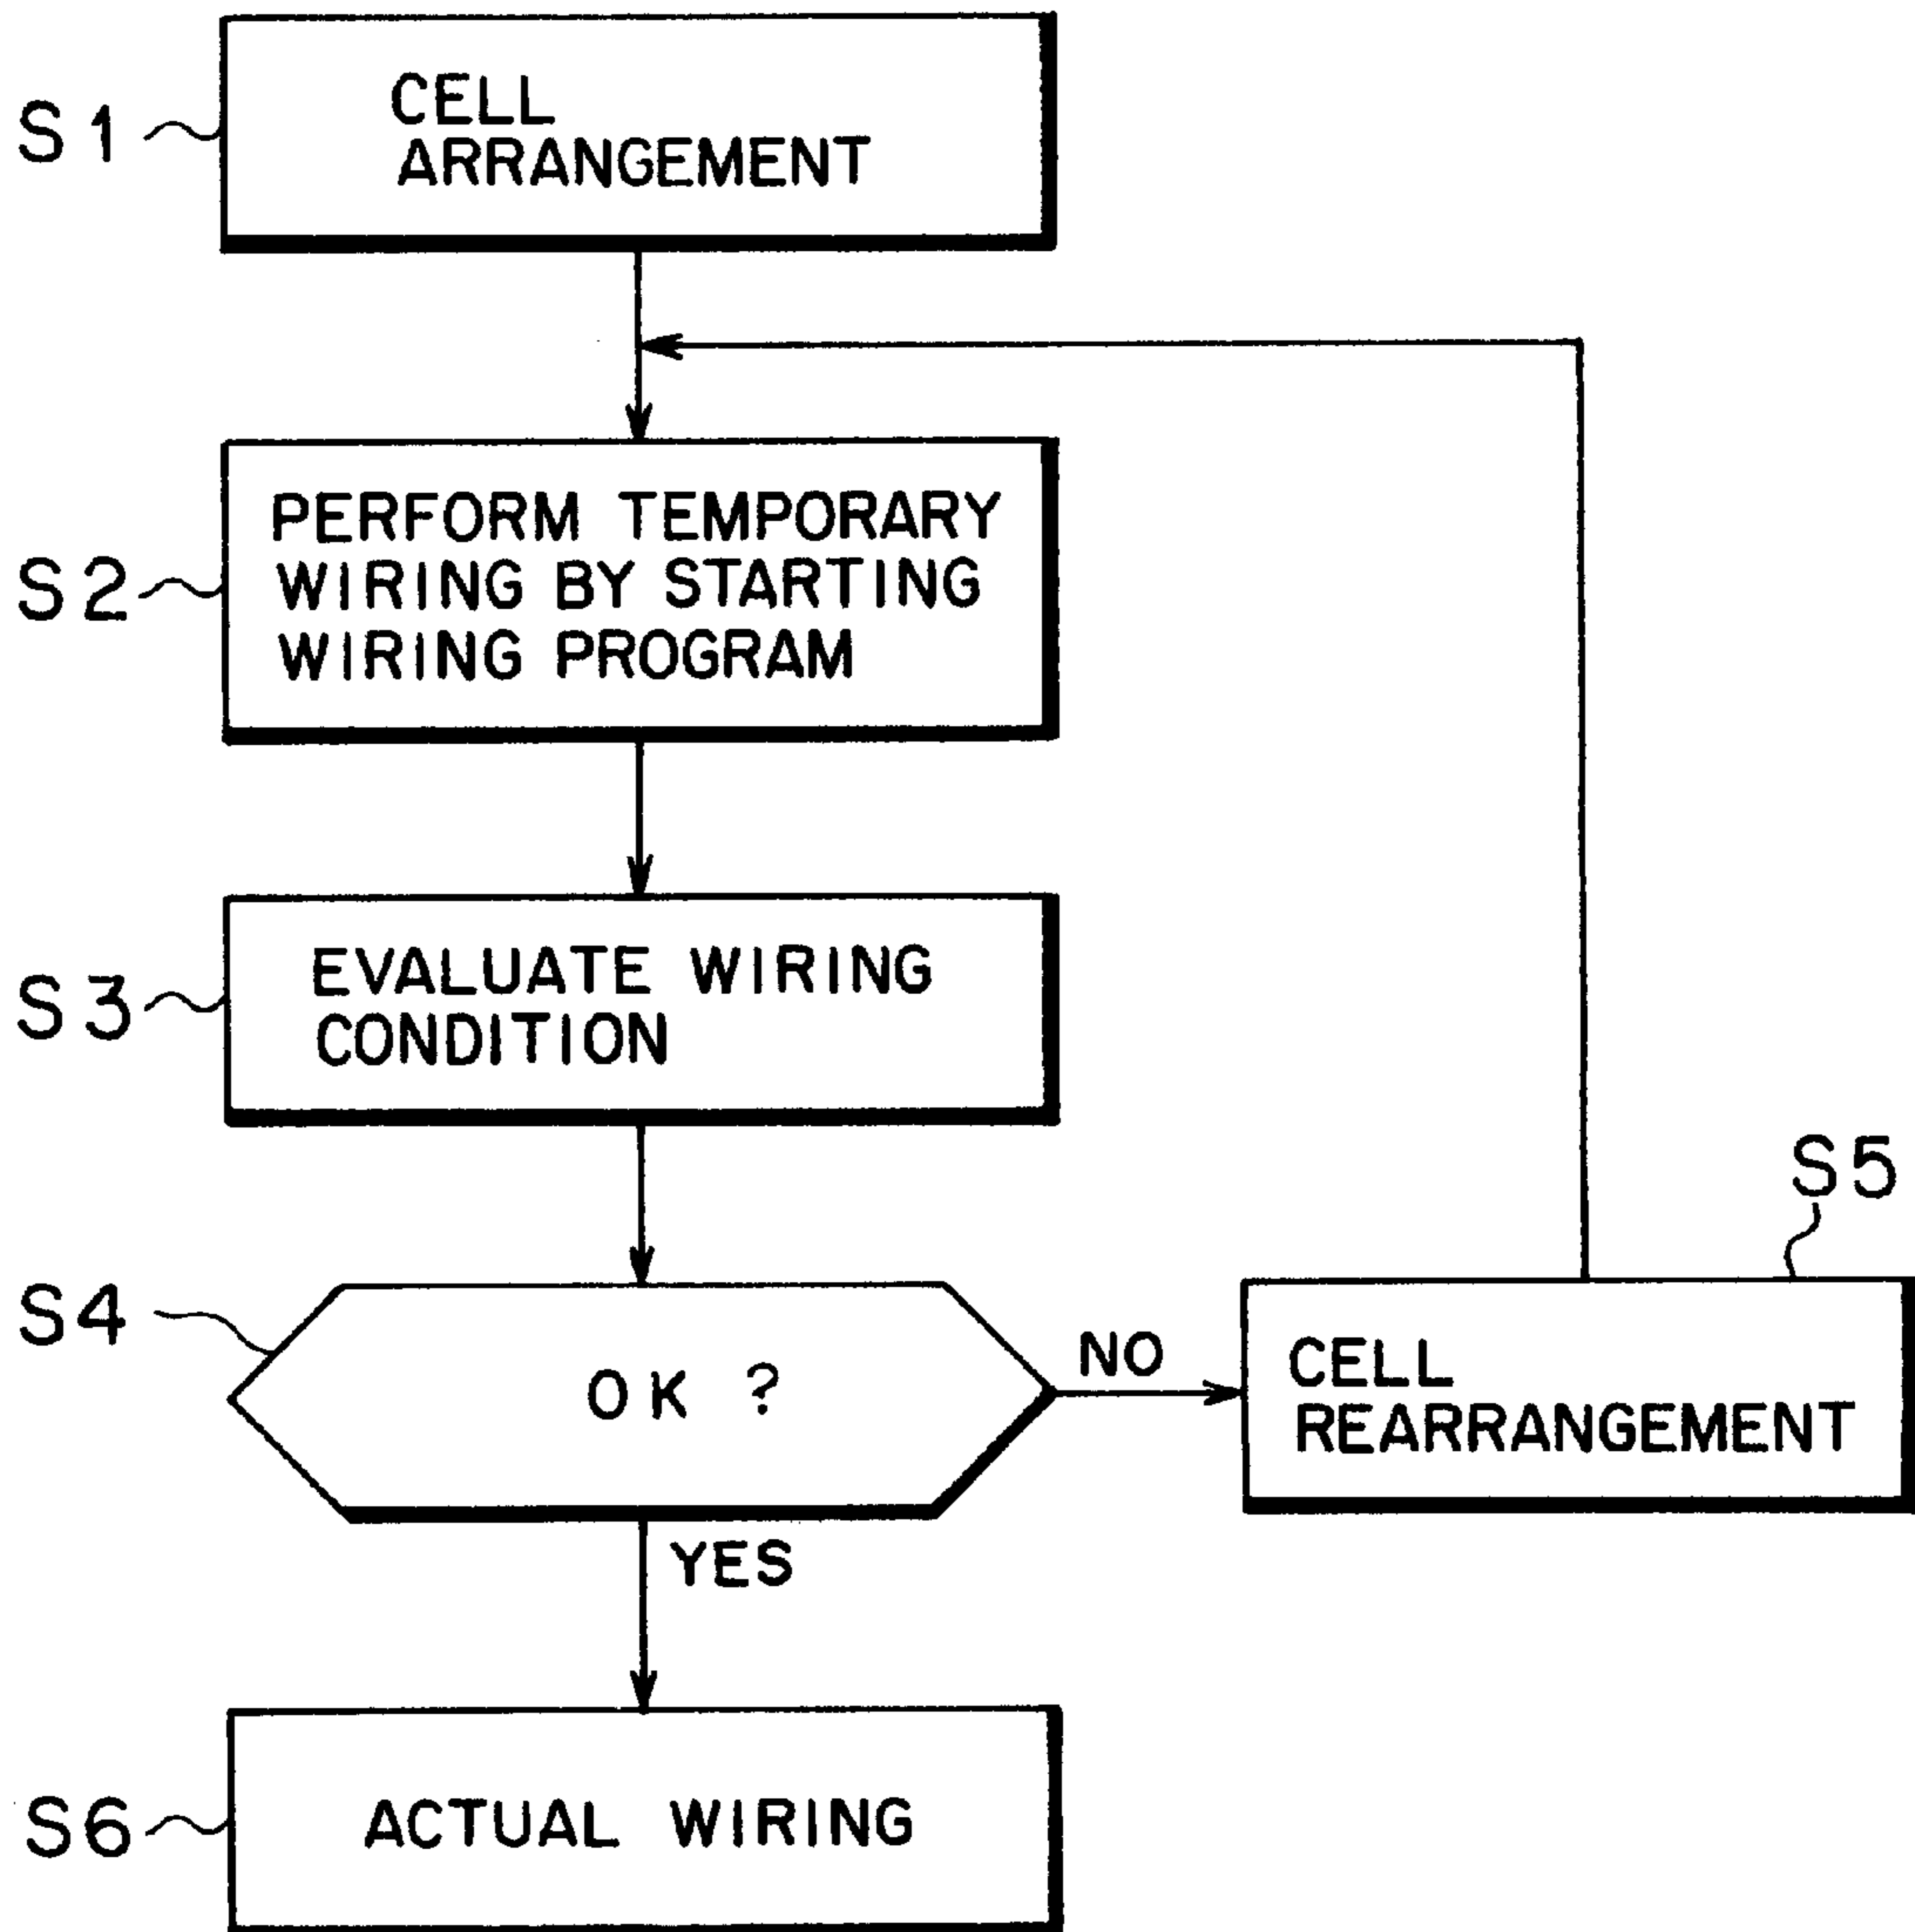 S1
CELL
ARRANGEMENT
S2
PERFORM TEMPORARY
WIRING BY STARTING
WIRING PROGRAM
S3
EVALUATE WIRING
CONDITION
S4
OK ?
NO
S5
CELL
REARRANGEMENT
YES
S6
ACTUAL WIRING